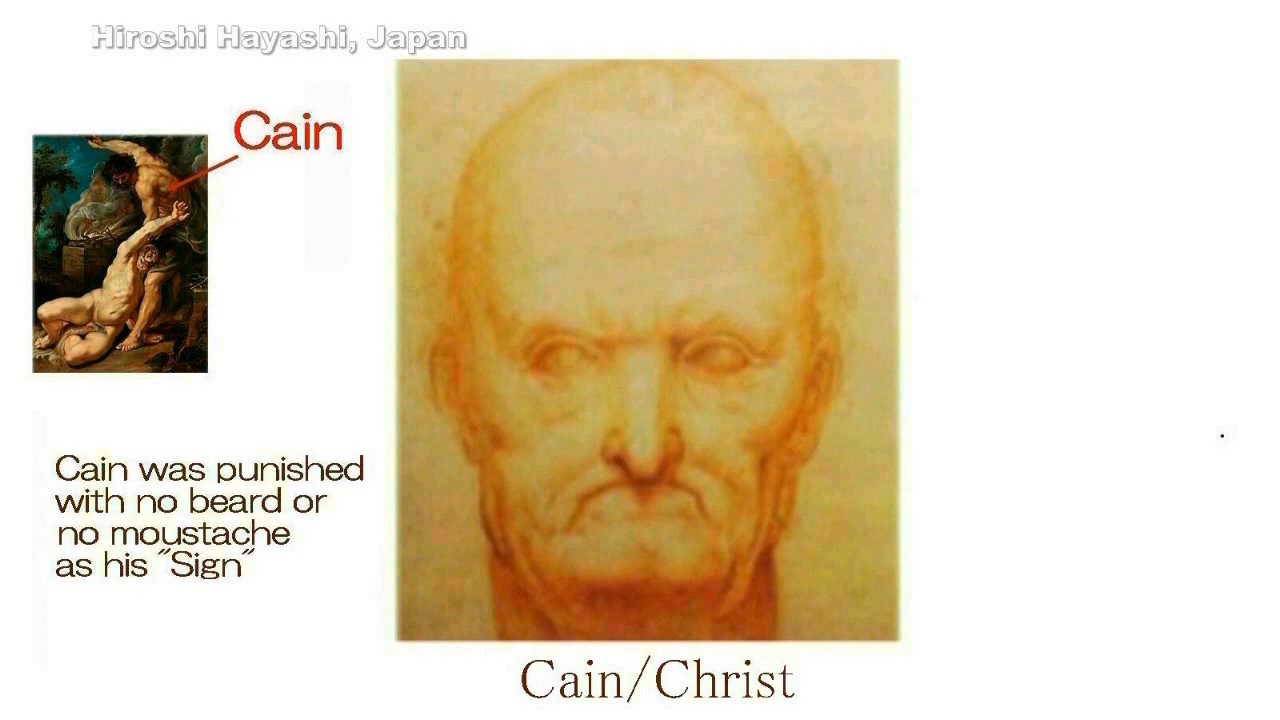 Hiroshi Hayashi, Japan
Cain
Cain was punished
with no beard or
no moustache
as his "Sign"
Cain/Christ